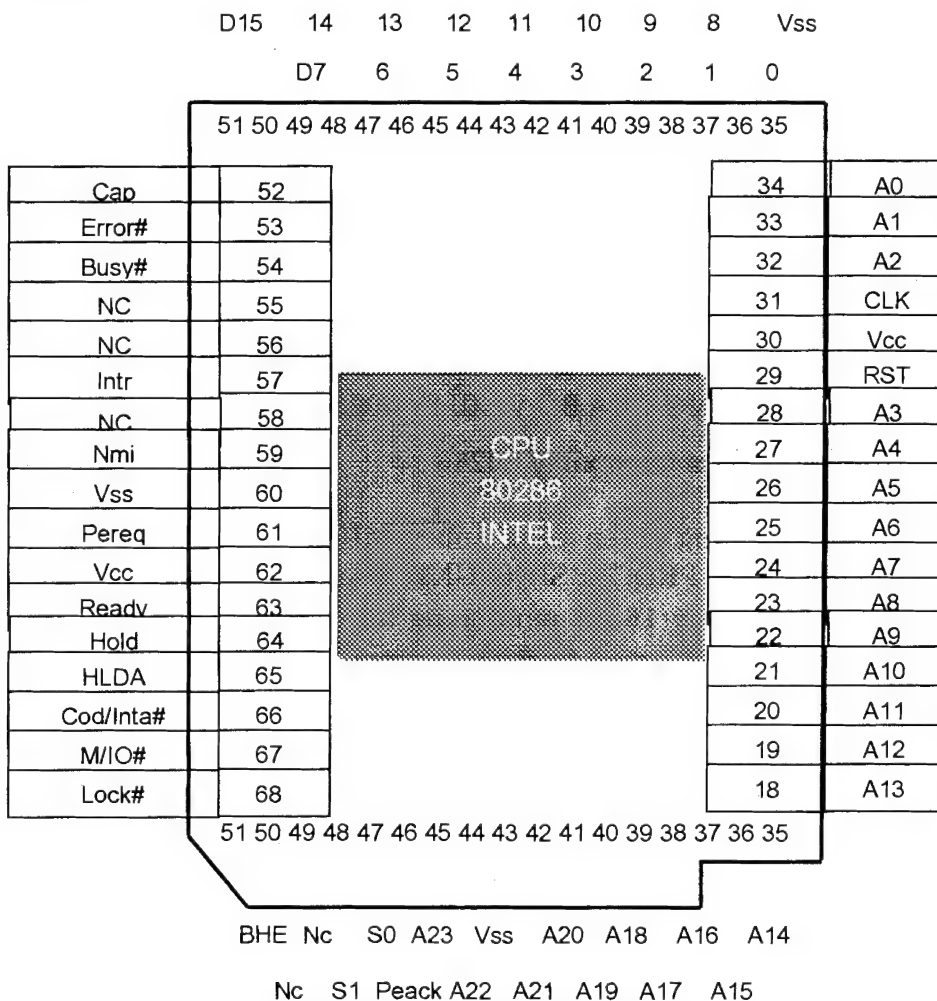 D15 14 13 12 11 10 9 8 Vss
D7 6 5 4 3 2 1 0
51 50 49 48 47 46 45 44 43 42 41 40 39 38 37 36 35
Cap 52 34 A0
Error# 53 33 A1
Busy# 54 32 A2
NC 55 31 CLK
NC 56 30 Vcc
Intr 57 29 RST
NC 58 28 A3
Nmi 59 27 A4
Vss 60 26 A5
Pereq 61 25 A6
Vcc 62 24 A7
Ready 63 23 A8
Hold 64 22 A9
HLDA 65 21 A10
Cod/Inta# 66 20 A11
M/IO# 67 19 A12
Lock# 68 18 A13
CPU
80286
INTEL
51 50 49 48 47 46 45 44 43 42 41 40 39 38 37 36 35
BHE Nc S0 A23 Vss A20 A18 A16 A14
Nc S1 Peack A22 A21 A19 A17 A15